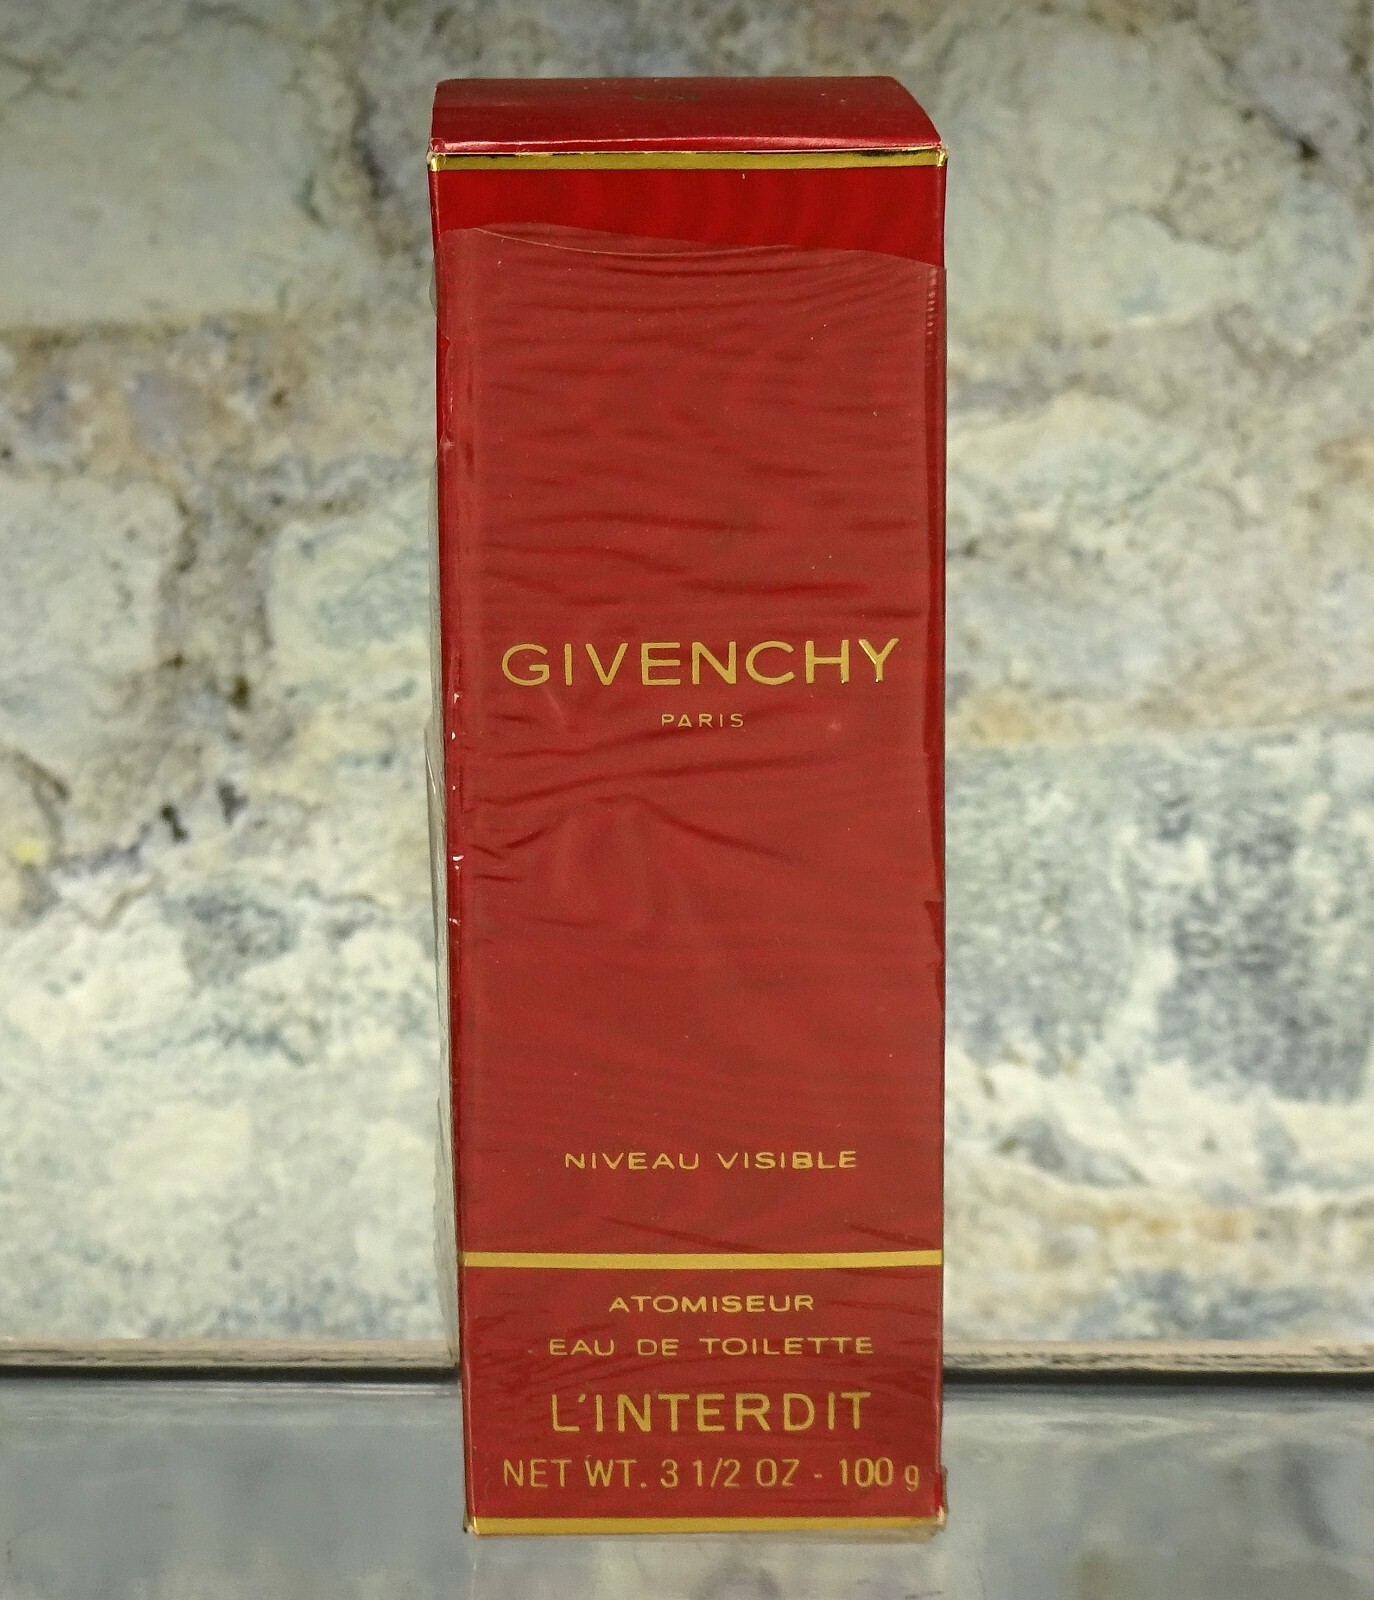 GIVENCHY
PARIS
NIVEAU VISIBLE
ATOMISEUR
EAU DE TOILETTE
L'INTERDIT
NET WT. 3 1/2 OZ - 100 g